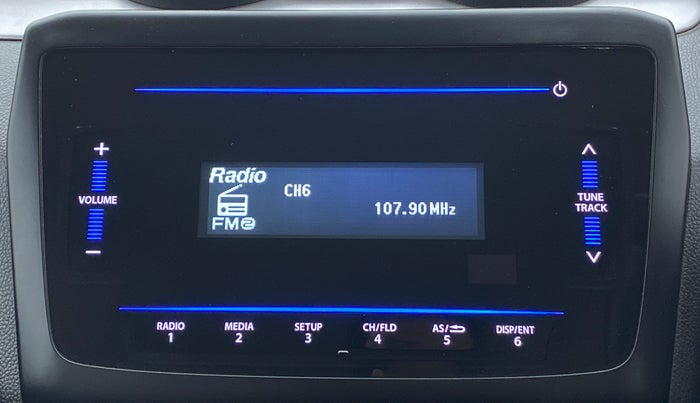 +
VOLUME
−
Radio
CH6
107.90 MHz
FM2
TUNE
TRACK
RADIO
1
MEDIA
2
SETUP
3
CH/FLD
4
AS/
5
DISP/ENT
6